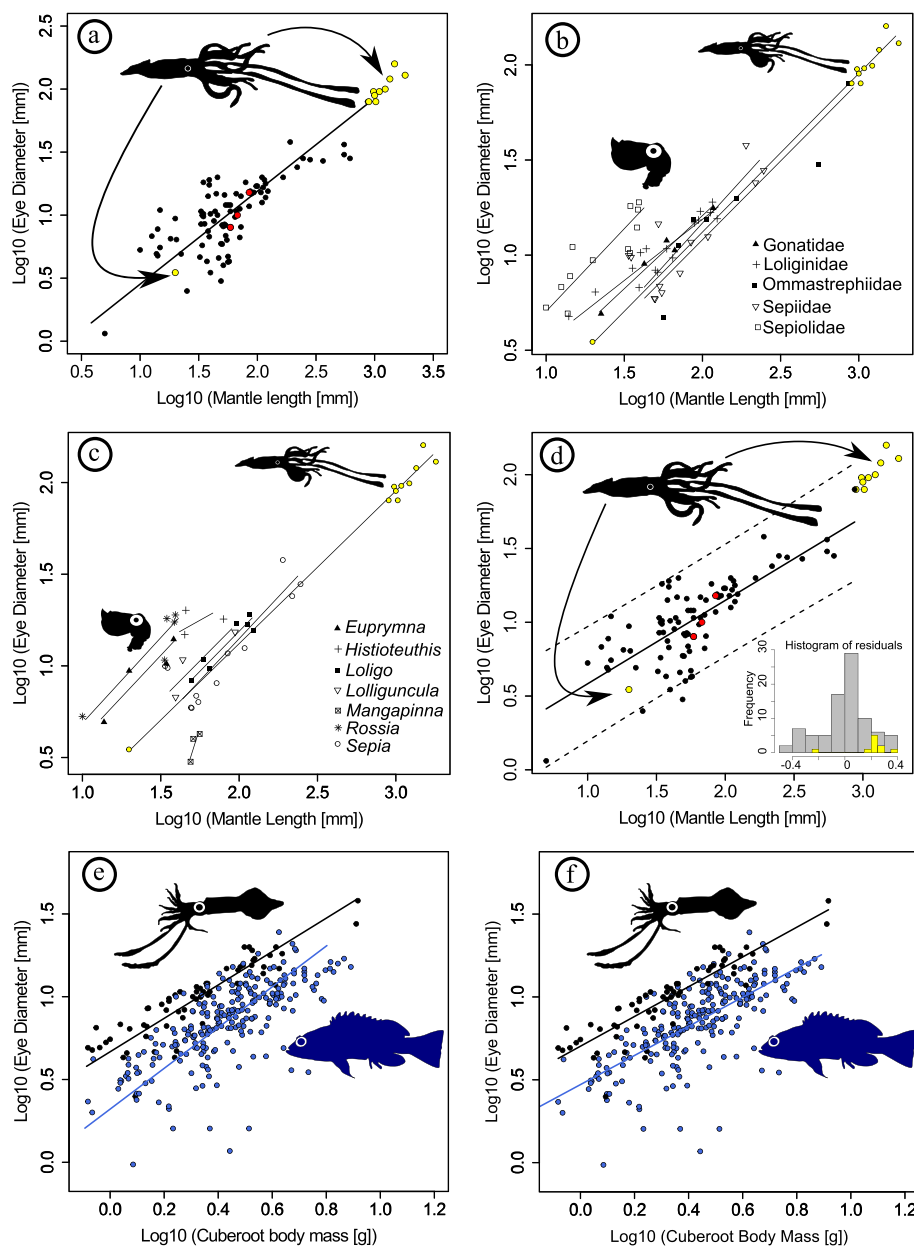 a
Log10 (Eye Diameter [mm])
2.5
2.0
1.5
1.0
0.5
0.0
0.5 1.0 1.5 2.0 2.5 3.0 3.5
Log10 (Mantle length [mm])
b
Log10 (Eye Diameter [mm])
2.0
1.5
1.0
0.5
Gonatidae
Loliginidae
Ommastrephiidae
Sepiidae
Sepiolidae
1.0 1.5 2.0 2.5 3.0
Log10 (Mantle Length [mm])
c
Log10 (Eye Diameter [mm])
2.0
1.5
1.0
0.5
Euprymna
Histioteuthis
Loligo
Lolliguncula
Mangapinna
Rossia
Sepia
1.0 1.5 2.0 2.5 3.0
Log10 (Mantle Length [mm])
d
Log10 (Eye Diameter [mm])
2.0
1.5
1.0
0.5
0.0
Histogram of residuals
Frequency
30
10
0
-0.4 0 0.4
1.0 1.5 2.0 2.5 3.0
Log10 (Mantle Length [mm])
e
Log10 (Eye Diameter [mm])
1.5
1.0
0.5
0.0
0.0 0.2 0.4 0.6 0.8 1.0 1.2
Log10 (Cuberoot body mass [g])
f
Log10 (Eye Diameter [mm])
1.5
1.0
0.5
0.0
0.0 0.2 0.4 0.6 0.8 1.0 1.2
Log10 (Cuberoot Body Mass [g])